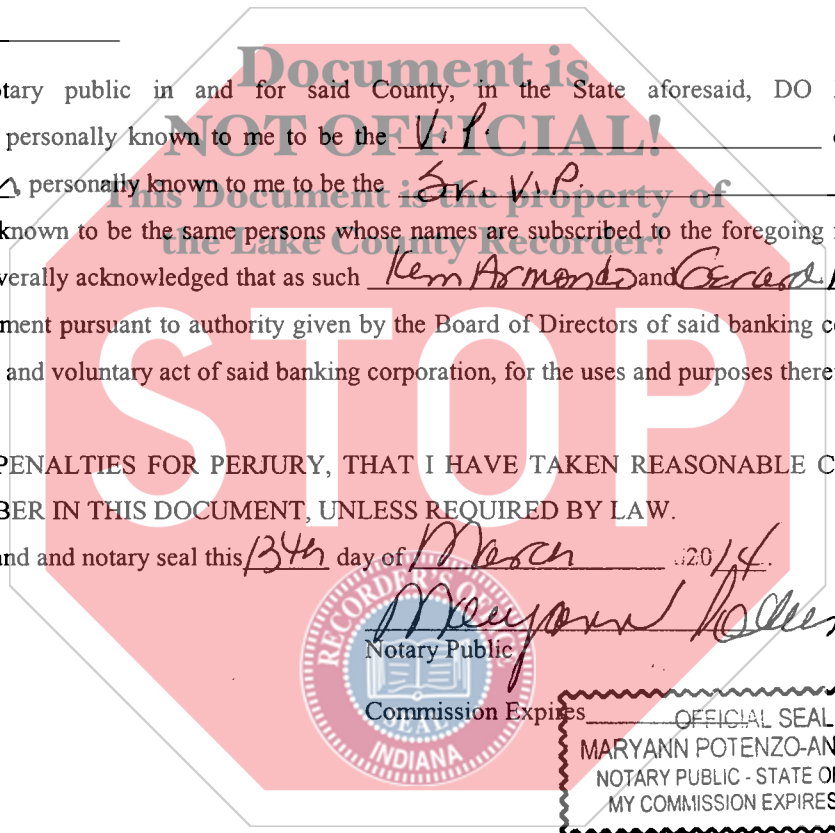 Document is
otary public in and for said County, in the State aforesaid, DO
NOT OFFICIAL!
personally known to me to be the V.P.
personally known to me to be the Sr. V.P.
This Document is the property of
known to be the same persons whose names are subscribed to the foregoing
the Lake County Recorder!
verally acknowledged that as such Kem Armondo and Gerard
ment pursuant to authority given by the Board of Directors of said banking co
and voluntary act of said banking corporation, for the uses and purposes there
STOP
PENALTIES FOR PERJURY, THAT I HAVE TAKEN REASONABLE C
BER IN THIS DOCUMENT, UNLESS REQUIRED BY LAW.
and and notary seal this 13th day of March 2014.
RECORDER'S OFFICE
Notary Public
SEAL
INDIANA
Commission Expires
OFFICIAL SEAL
MARYANN POTENZO-AN
NOTARY PUBLIC - STATE O
MY COMMISSION EXPIRES